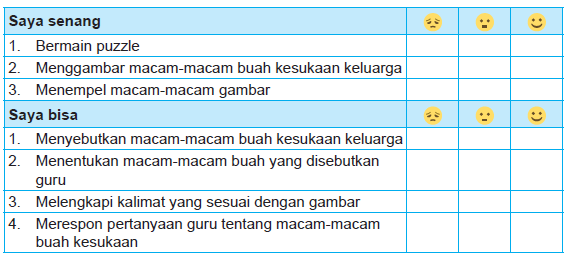 Saya senang
1. Bermain puzzle
2. Menggambar macam-macam buah kesukaan keluarga
3. Menempel macam-macam gambar
Saya bisa
1. Menyebutkan macam-macam buah kesukaan keluarga
2. Menentukan macam-macam buah yang disebutkan
guru
3. Melengkapi kalimat yang sesuai dengan gambar
4. Merespon pertanyaan guru tentang macam-macam
buah kesukaan